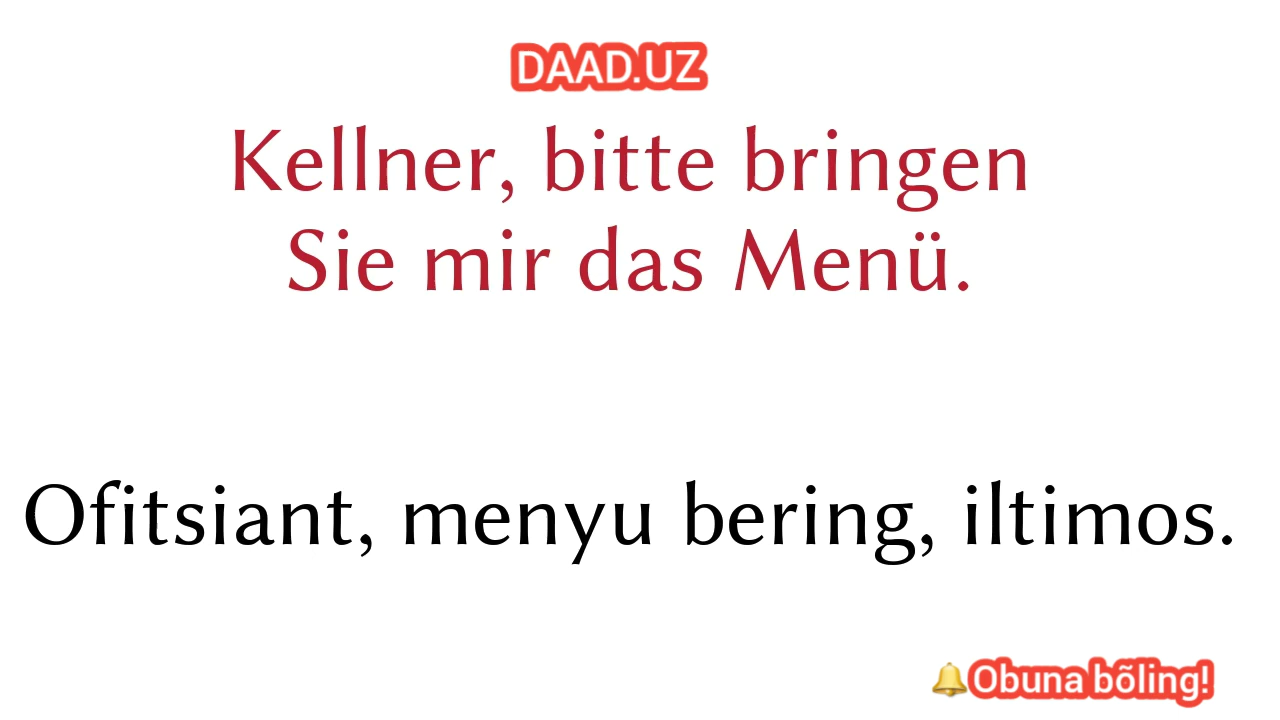 DAAD.UZ
Kellner, bitte bringen
Sie mir das Menü.
Ofitsiant, menyu bering, iltimos.
🔔Obuna bõling!